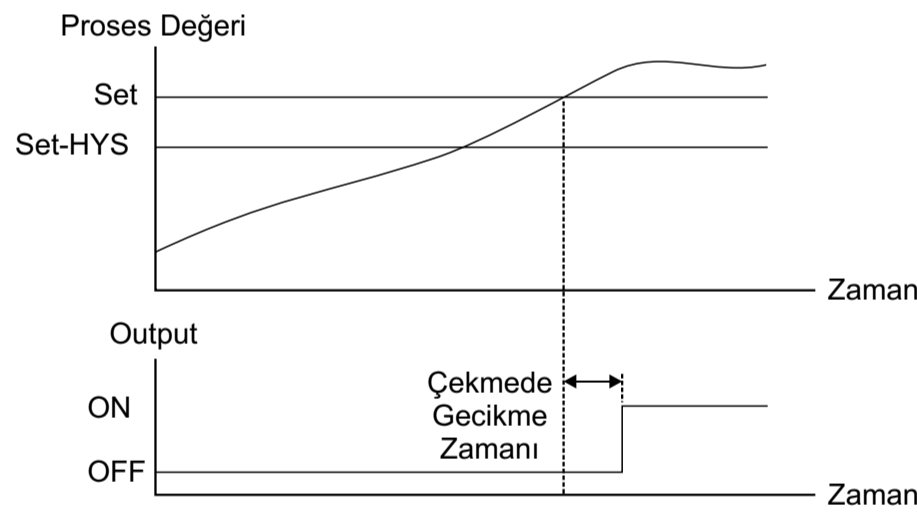 Proses Değeri
Set
Set-HYS
Zaman
Output
Çekmede
Gecikme
Zamanı
ON
OFF
Zaman